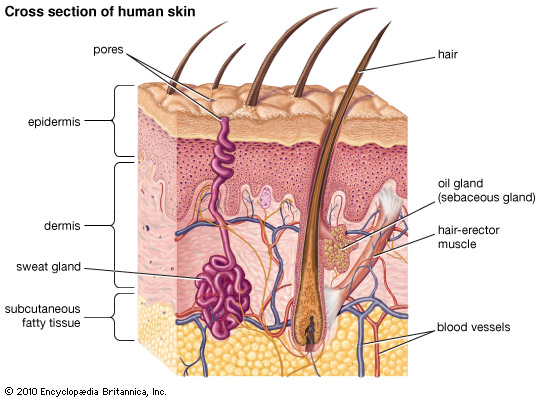 Cross section of human skin
pores
hair
epidermis
oil gland
(sebaceous gland)
dermis
hair-erector
muscle
sweat gland
subcutaneous
fatty tissue
blood vessels
© 2010 Encyclopædia Britannica, Inc.